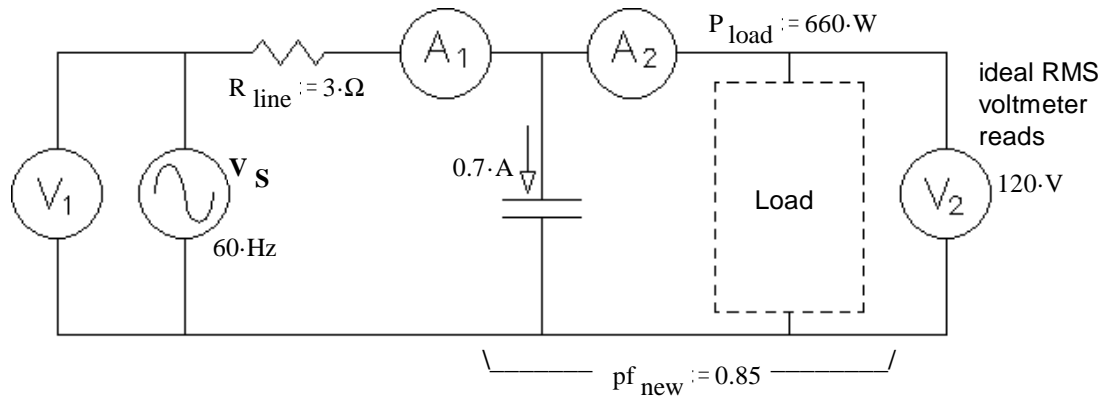 P load := 660·W
A1
A2
R line := 3·Ω
ideal RMS
voltmeter
reads
0.7·A
V S
V1
Load
120·V
V2
60·Hz
pf new := 0.85